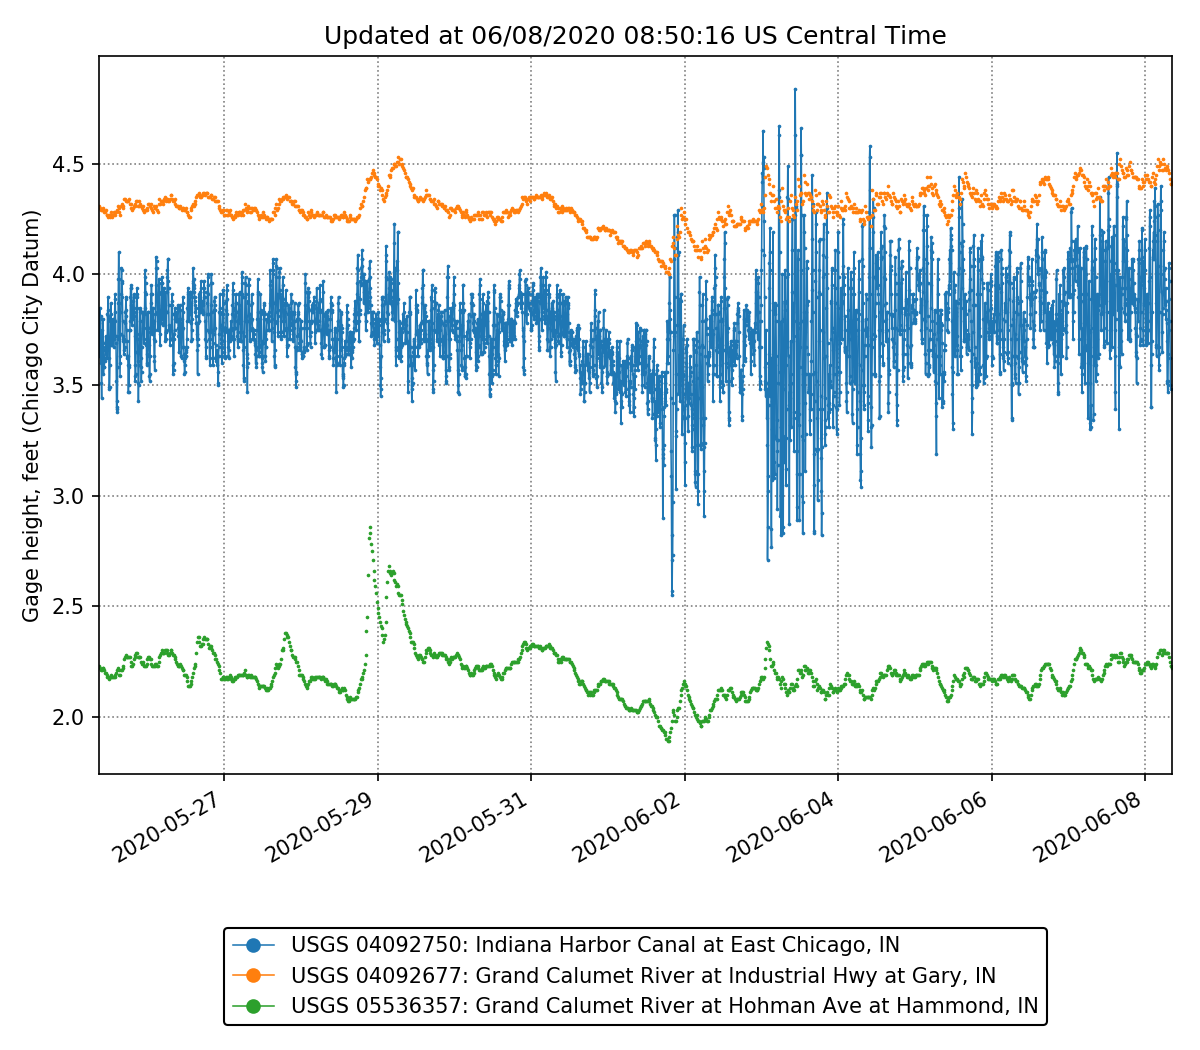 Updated at 06/08/2020 08:50:16 US Central Time
Gage height, feet (Chicago City Datum)
4.5
4.0
3.5
3.0
2.5
2.0
2020-05-27
2020-05-29
2020-05-31
2020-06-02
2020-06-04
2020-06-06
2020-06-08
USGS 04092750: Indiana Harbor Canal at East Chicago, IN
USGS 04092677: Grand Calumet River at Industrial Hwy at Gary, IN
USGS 05536357: Grand Calumet River at Hohman Ave at Hammond, IN